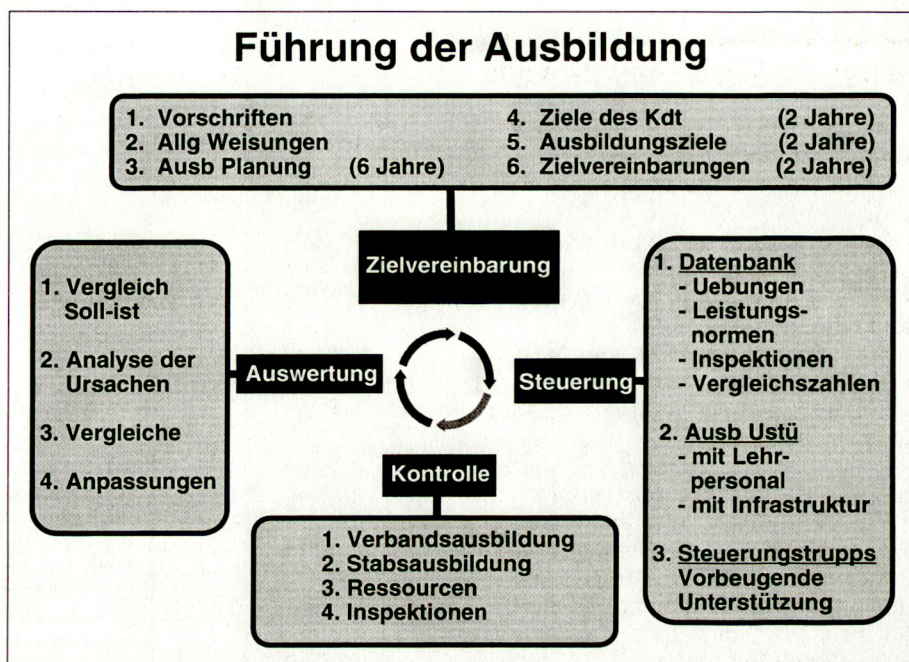 Führung der Ausbildung
1. Vorschriften
2. Allg Weisungen
3. Ausb Planung (6 Jahre)
4. Ziele des Kdt (2 Jahre)
5. Ausbildungsziele (2 Jahre)
6. Zielvereinbarungen (2 Jahre)
Zielvereinbarung
1. Vergleich
Soll-ist
2. Analyse der
Ursachen
3. Vergleiche
4. Anpassungen
Auswertung
Steuerung
1. Datenbank
- Uebungen
- Leistungs-
normen
- Inspektionen
- Vergleichszahlen
2. Ausb Ustü
- mit Lehr-
personal
- mit Infrastruktur
3. Steuerungstrupps
Vorbeugende
Unterstützung
Kontrolle
1. Verbandsausbildung
2. Stabsausbildung
3. Ressourcen
4. Inspektionen